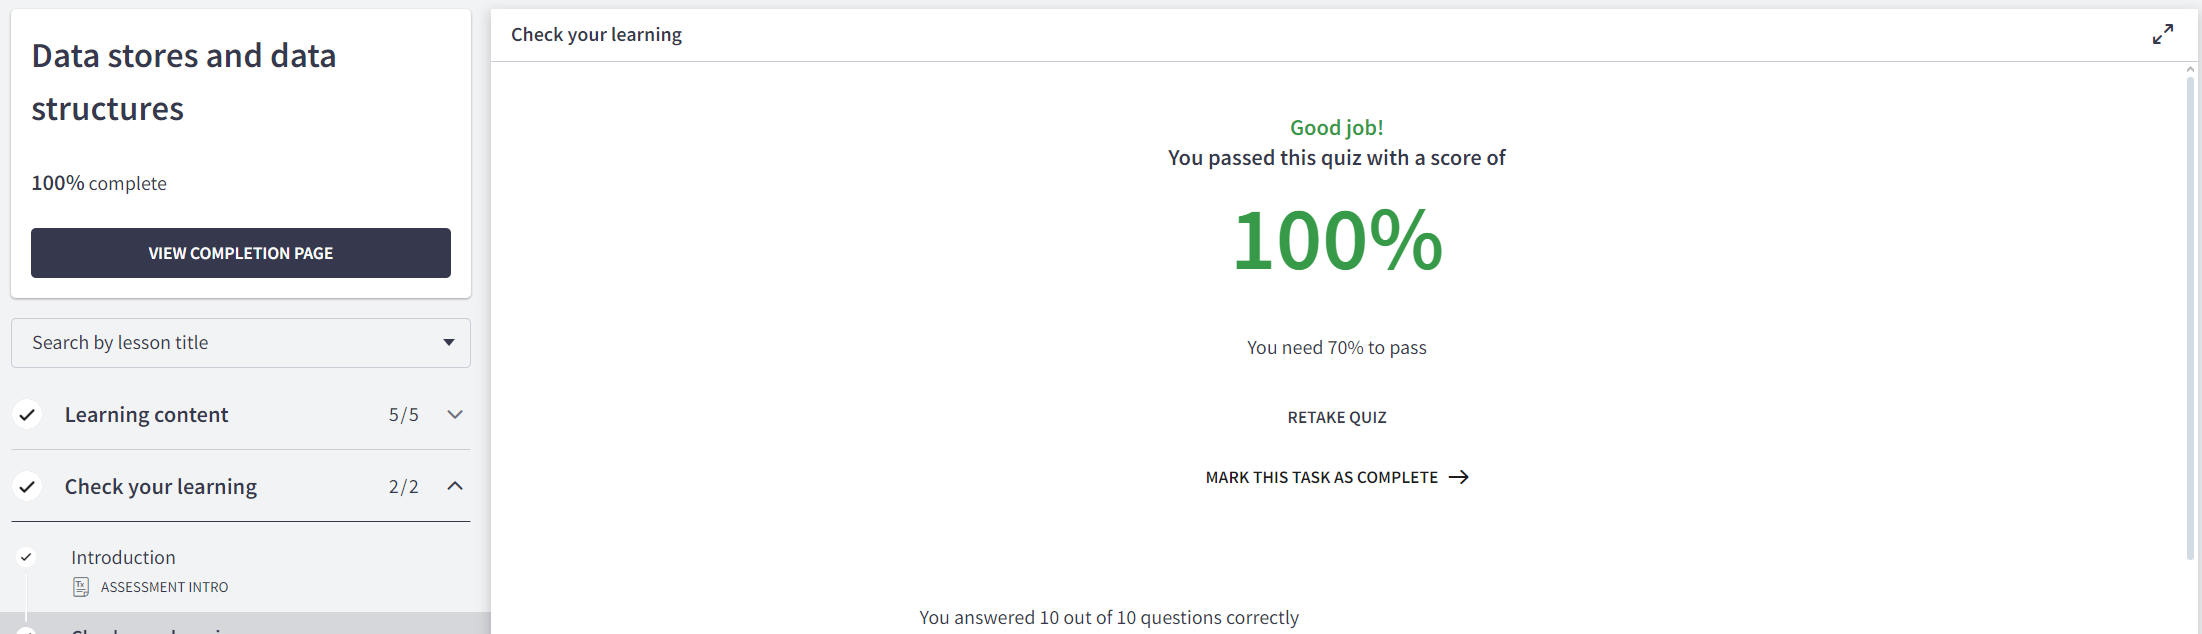 Data stores and data
structures
100% complete
VIEW COMPLETION PAGE
Search by lesson title
Learning content 5/5
Check your learning 2/2
Introduction
ASSESSMENT INTRO
Check your learning
Good job!
You passed this quiz with a score of
100%
You need 70% to pass
RETAKE QUIZ
MARK THIS TASK AS COMPLETE
You answered 10 out of 10 questions correctly